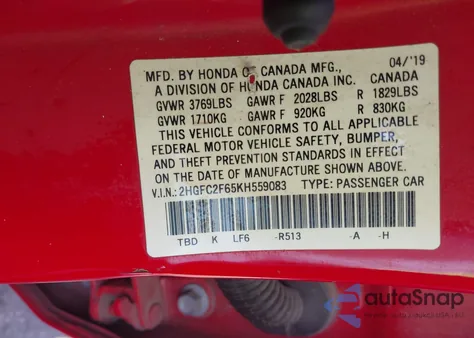 MFD. BY HONDA OF CANADA MFG., 04/'19
A DIVISION OF HONDA CANADA INC. CANADA
GVWR 3769LBS GAWR F 2028LBS R 1829LBS
GVWR 1710KG GAWR F 920KG R 830KG
THIS VEHICLE CONFORMS TO ALL APPLICABLE
FEDERAL MOTOR VEHICLE SAFETY, BUMPER,
AND THEFT PREVENTION STANDARDS IN EFFECT
ON THE DATE OF MANUFACTURE SHOWN ABOVE.
V.I.N.: 2HGFC2F65KH559083 TYPE: PASSENGER CAR
TBD K LF6 -R513 -A -H
autoSnap